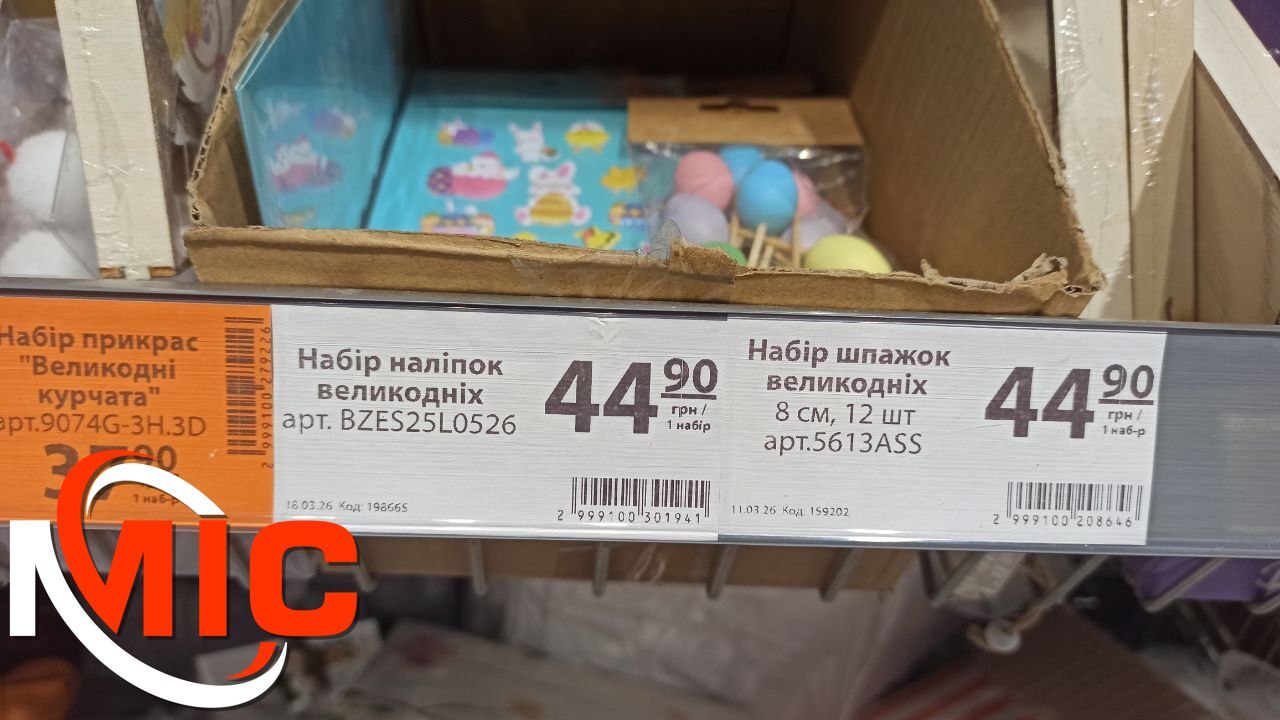 Набір прикрас
"Великодні
курчата"
арт.9074G-3H.3D
90
1 наб-р
2 999100 279226
Набір наліпок
великодніх
арт. BZES25L0526
44 90
грн /
1 набір
18.03.26 Код: 198665
2 999100 301941
Набір шпажок
великодніх
8 см, 12 шт
арт.5613ASS
44 90
грн /
1 наб-р
11.03.26 Код: 159202
2 999100 208646
MIC